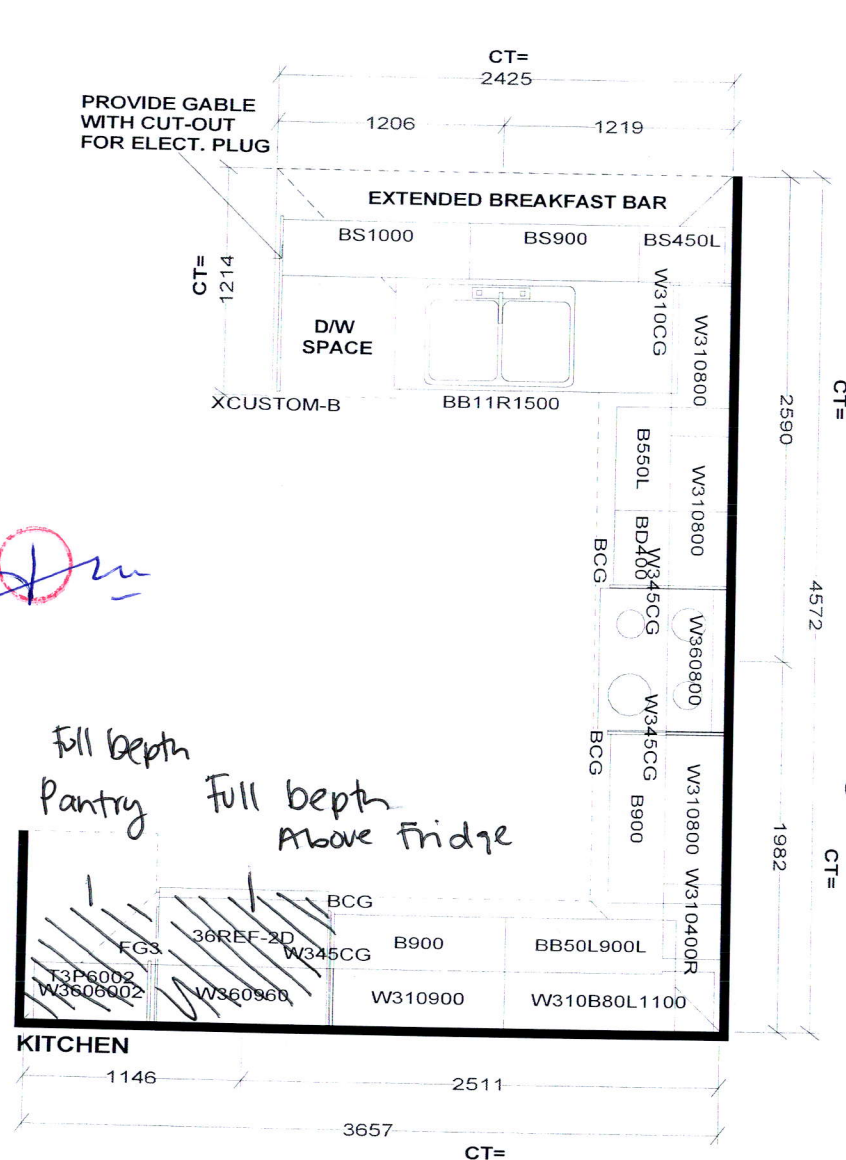 CT=
2425
PROVIDE GABLE
WITH CUT-OUT
FOR ELECT. PLUG
1206
1219
EXTENDED BREAKFAST BAR
BS1000
BS900
BS450L
CT=
1214
D/W
SPACE
W310CG
W310800
XCUSTOM-B
BB11R1500
2590
CT=
B550L
W310800
BD400
BCG
W345CG
4572
W360800
W345CG
BCG
B900
W310800
1982
CT=
W310400R
Full Depth
Pantry
Full Depth
Above Fridge
BCG
FG3
36REF-2D
W345CG
B900
BB50L900L
T3P6002
W3606002
W360960
W310900
W310B80L1100
KITCHEN
1146
2511
3657
CT=